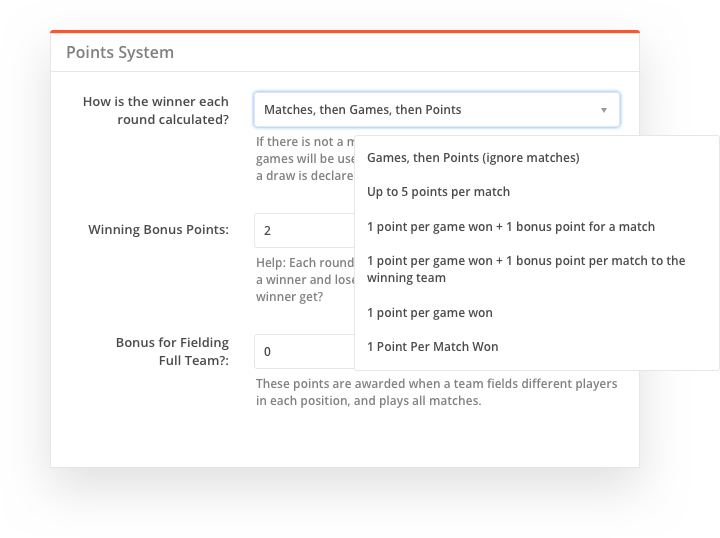 Points System
How is the winner each
round calculated?
Matches, then Games, then Points
If there is not a
games will be use
a draw is declare
Games, then Points (ignore matches)
Up to 5 points per match
1 point per game won + 1 bonus point for a match
1 point per game won + 1 bonus point per match to the
winning team
1 point per game won
1 Point Per Match Won
Winning Bonus Points:
2
Help: Each round
a winner and lose
winner get?
Bonus for Fielding
Full Team?:
0
These points are awarded when a team fields different players
in each position, and plays all matches.